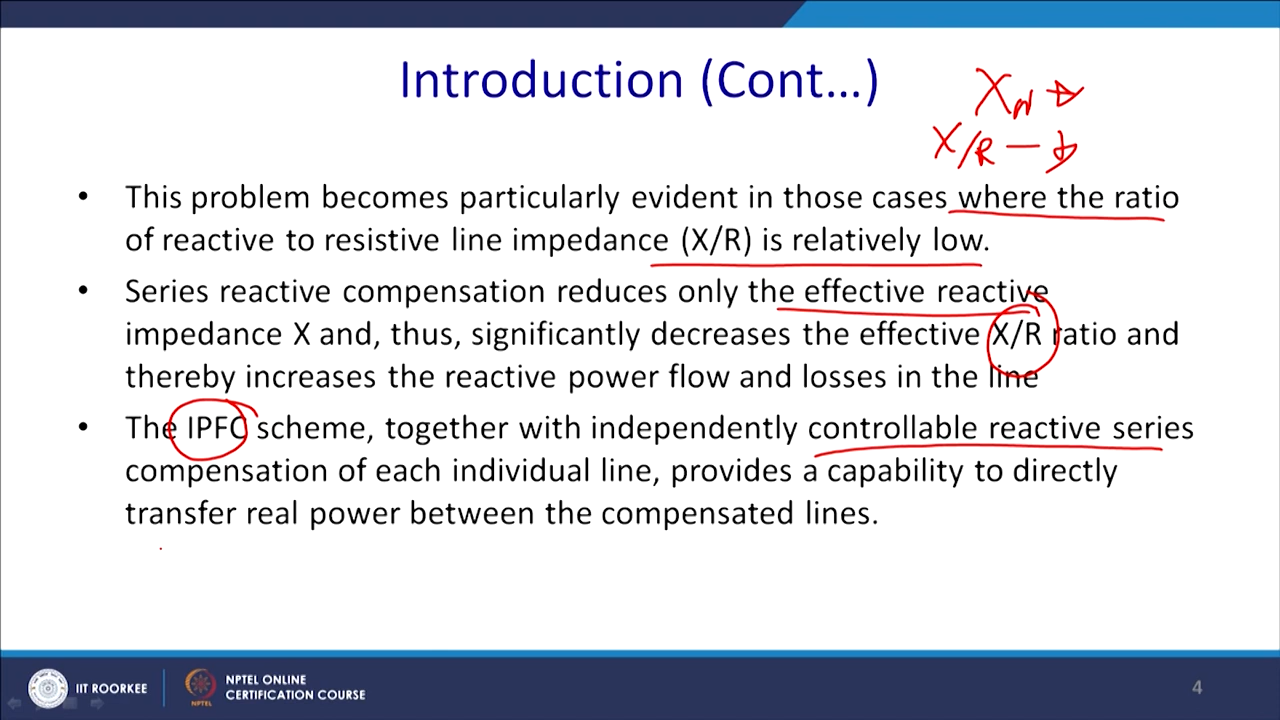 Introduction (Cont...)
X
X/R –
• This problem becomes particularly evident in those cases where the ratio
of reactive to resistive line impedance (X/R) is relatively low.
• Series reactive compensation reduces only the effective reactive
impedance X and, thus, significantly decreases the effective X/R ratio and
thereby increases the reactive power flow and losses in the line
• The IPFC scheme, together with independently controllable reactive series
compensation of each individual line, provides a capability to directly
transfer real power between the compensated lines.
IIT ROORKEE
NPTEL ONLINE
CERTIFICATION COURSE
4